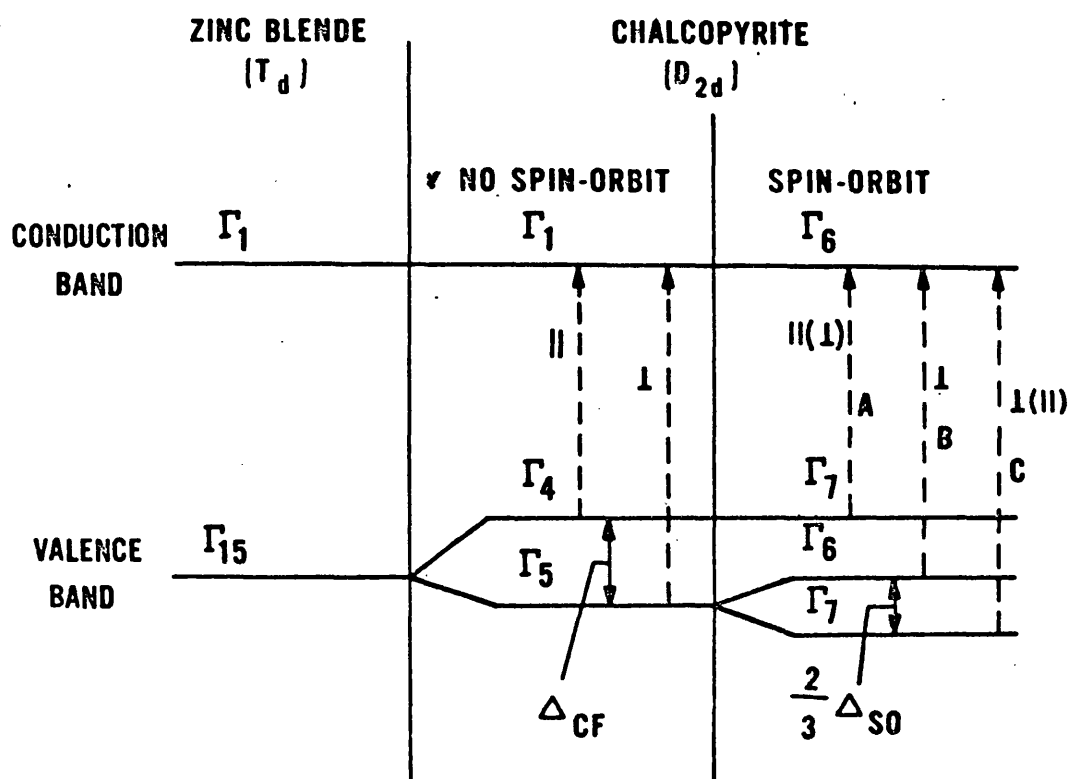 ZINC BLENDE
(T_d)
CHALCOPYRITE
(D_2d)
NO SPIN-ORBIT
SPIN-ORBIT
CONDUCTION
BAND
Γ1
Γ1
Γ6
||
⊥
||(⊥)
A
⊥
B
⊥(||)
C
VALENCE
BAND
Γ15
Γ4
Γ5
Γ7
Γ6
Γ7
Δ_CF
2/3 Δ_SO